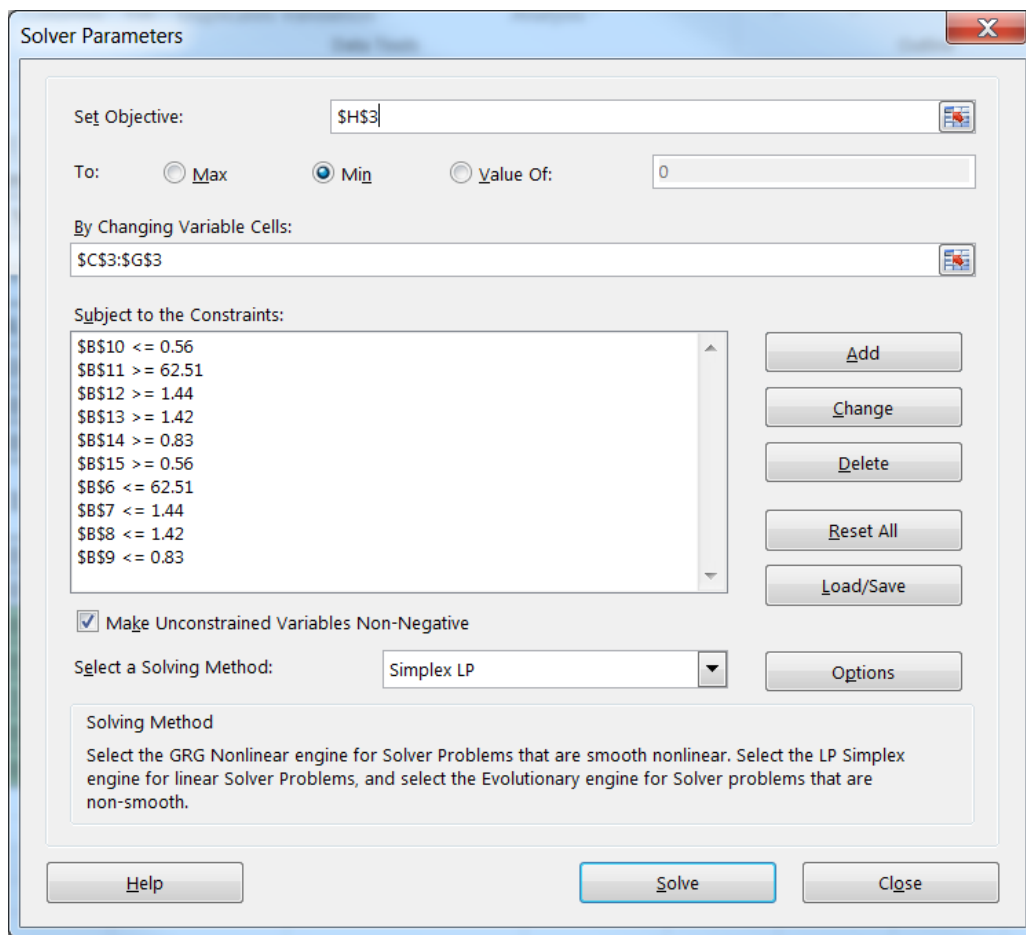 Solver Parameters
Set Objective:
$H$3
To:
Max
Min
Value Of:
0
By Changing Variable Cells:
$C$3:$G$3
Subject to the Constraints:
$B$10 <= 0.56
$B$11 >= 62.51
$B$12 >= 1.44
$B$13 >= 1.42
$B$14 >= 0.83
$B$15 >= 0.56
$B$6 <= 62.51
$B$7 <= 1.44
$B$8 <= 1.42
$B$9 <= 0.83
Add
Change
Delete
Reset All
Load/Save
Make Unconstrained Variables Non-Negative
Select a Solving Method:
Simplex LP
Options
Solving Method
Select the GRG Nonlinear engine for Solver Problems that are smooth nonlinear. Select the LP Simplex
engine for linear Solver Problems, and select the Evolutionary engine for Solver problems that are
non-smooth.
Help
Solve
Close